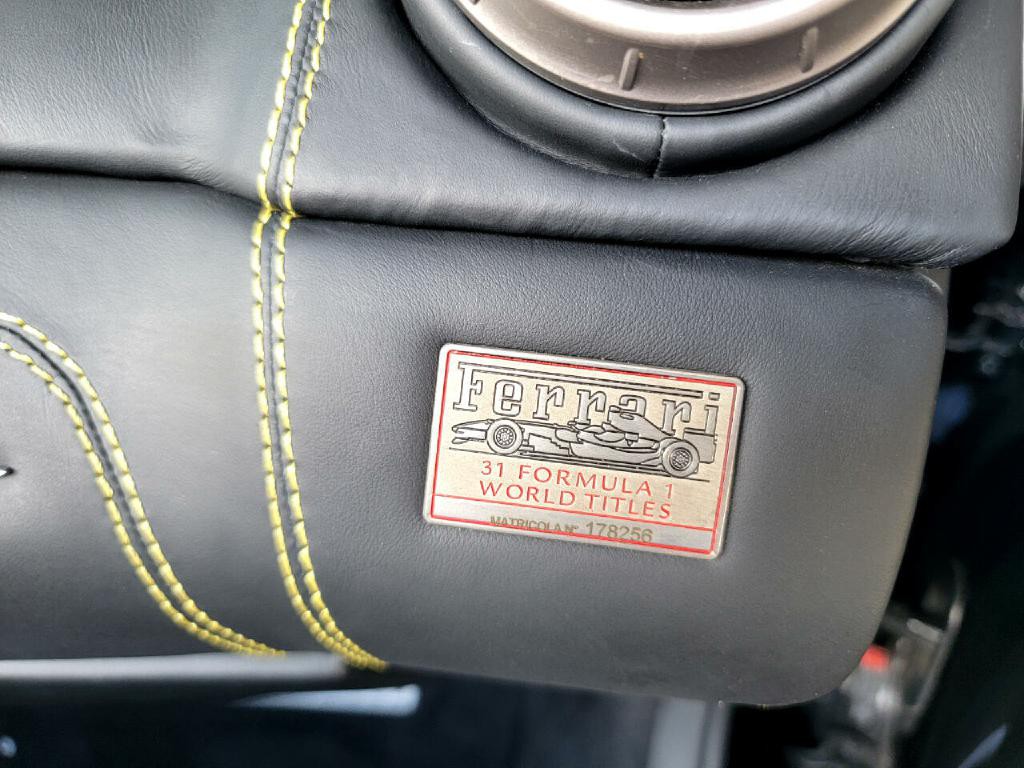 Ferrari
31 FORMULA 1
WORLD TITLES
MATRICOLA N° 178256